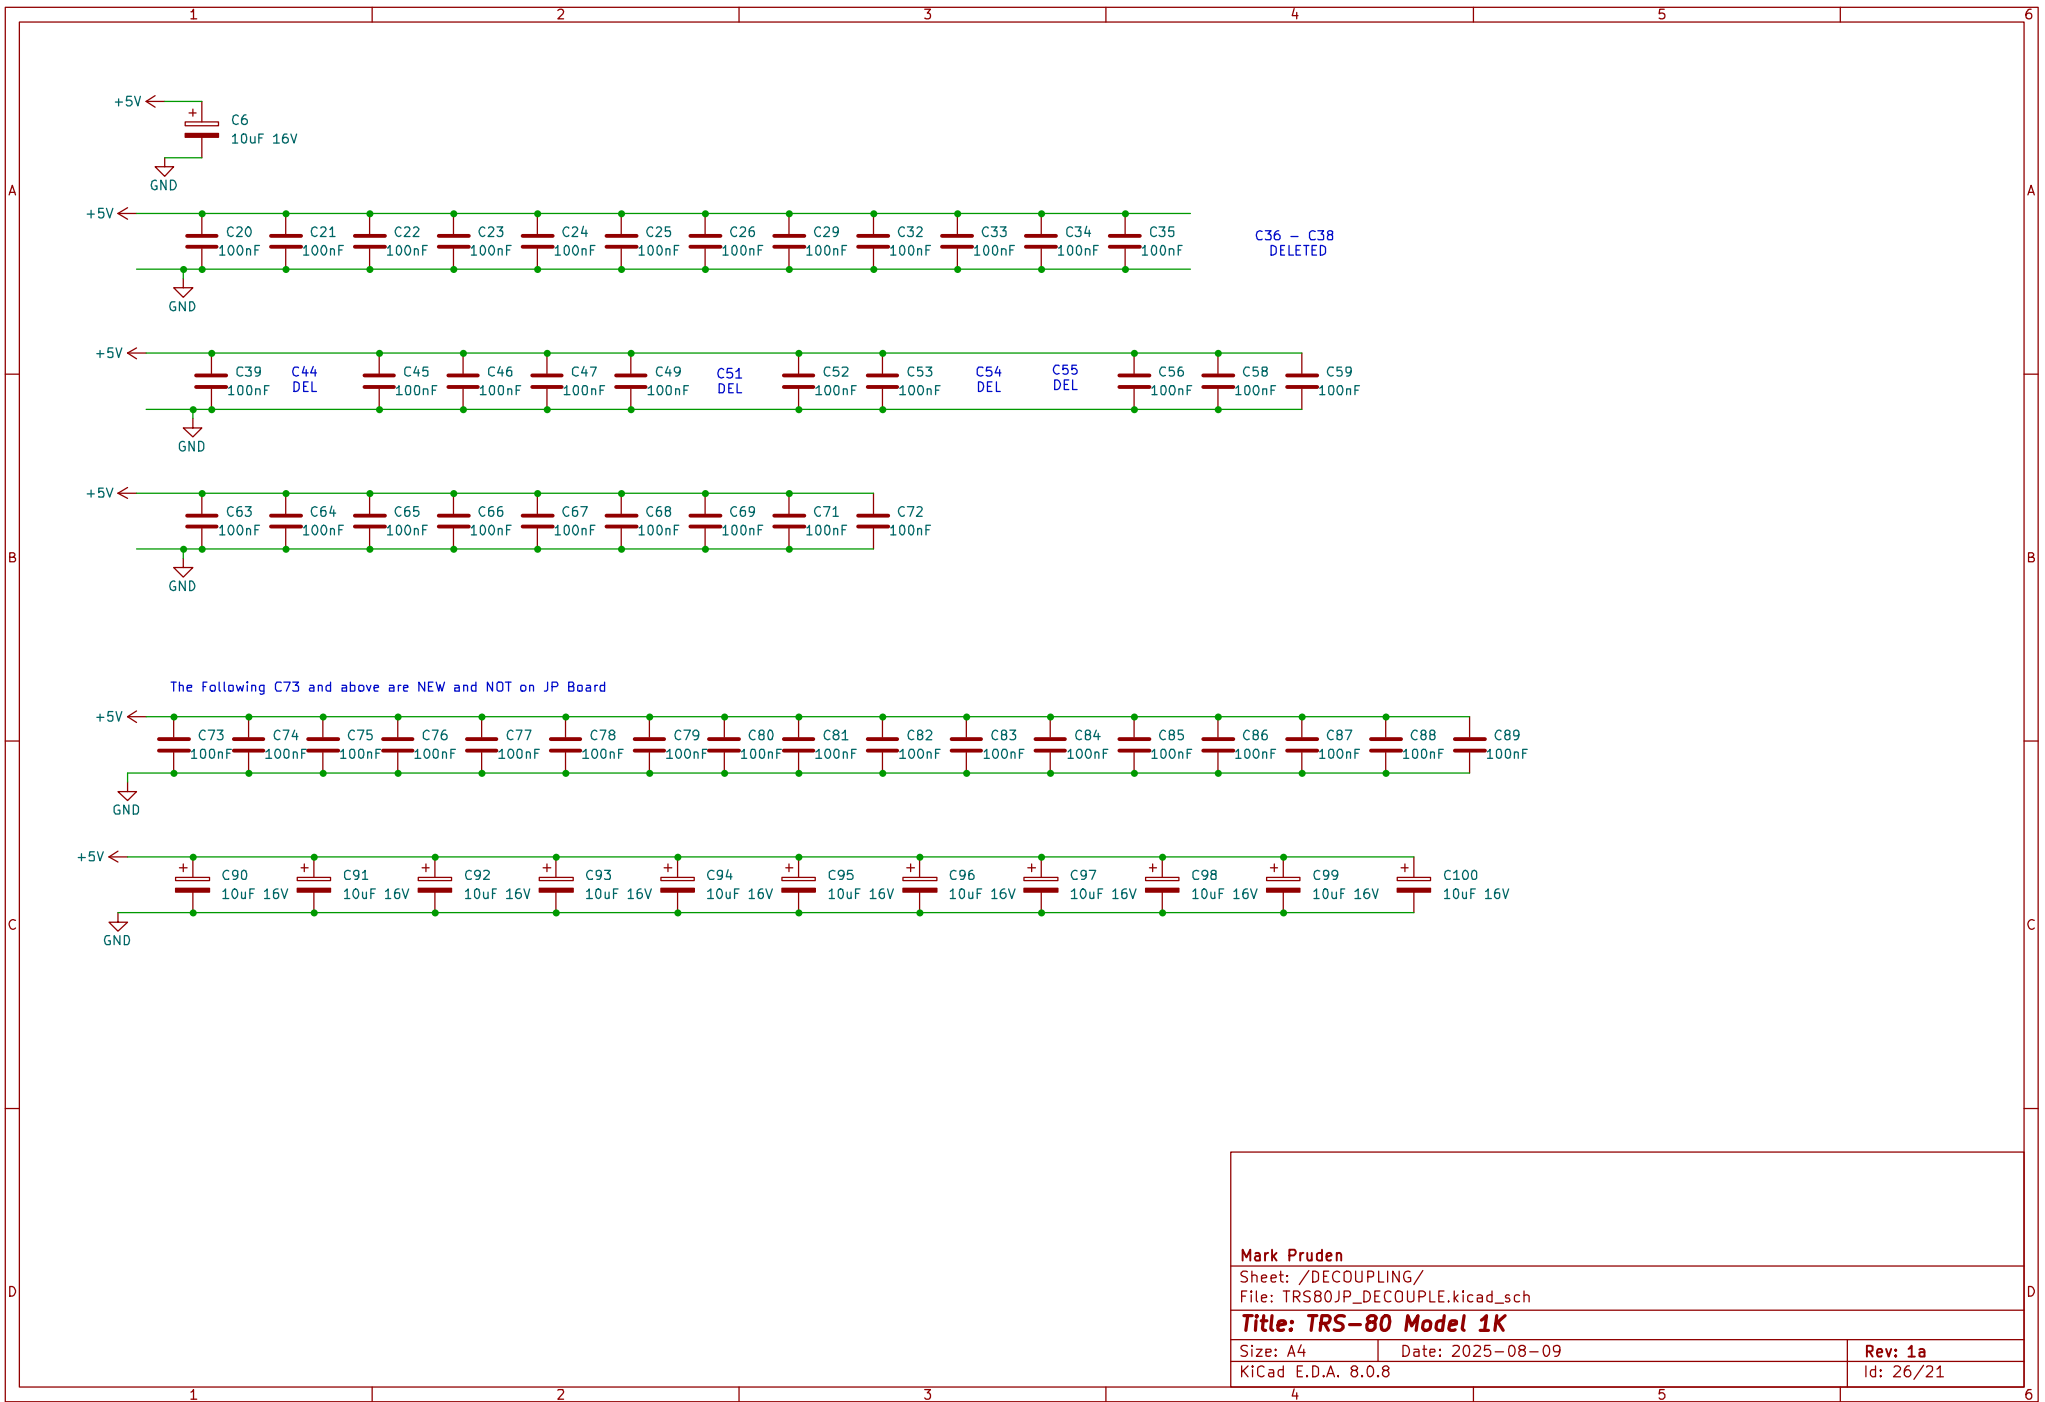 1 2 3 4 5 6
+5V
+
C6
10uF 16V
GND
A A
+5V
C20 C21 C22 C23 C24 C25 C26 C29 C32 C33 C34 C35
100nF 100nF 100nF 100nF 100nF 100nF 100nF 100nF 100nF 100nF 100nF 100nF
C36 - C38
DELETED
GND
+5V
C39 C44 C45 C46 C47 C49 C51 C52 C53 C54 C55 C56 C58 C59
100nF DEL 100nF 100nF 100nF 100nF DEL 100nF 100nF DEL DEL 100nF 100nF 100nF
GND
+5V
C63 C64 C65 C66 C67 C68 C69 C71 C72
100nF 100nF 100nF 100nF 100nF 100nF 100nF 100nF 100nF
B B
GND
The Following C73 and above are NEW and NOT on JP Board
+5V
C73 C74 C75 C76 C77 C78 C79 C80 C81 C82 C83 C84 C85 C86 C87 C88 C89
100nF 100nF 100nF 100nF 100nF 100nF 100nF 100nF 100nF 100nF 100nF 100nF 100nF 100nF 100nF 100nF 100nF
GND
+5V
+ + + + + + + + + + +
C90 C91 C92 C93 C94 C95 C96 C97 C98 C99 C100
10uF 16V 10uF 16V 10uF 16V 10uF 16V 10uF 16V 10uF 16V 10uF 16V 10uF 16V 10uF 16V 10uF 16V 10uF 16V
C C
GND
Mark Pruden
Sheet: /DECOUPLING/
D D
File: TRS80JP_DECOUPLE.kicad_sch
Title: TRS-80 Model 1K
Size: A4 Date: 2025-08-09 Rev: 1a
KiCad E.D.A. 8.0.8 Id: 26/21
1 2 3 4 5 6